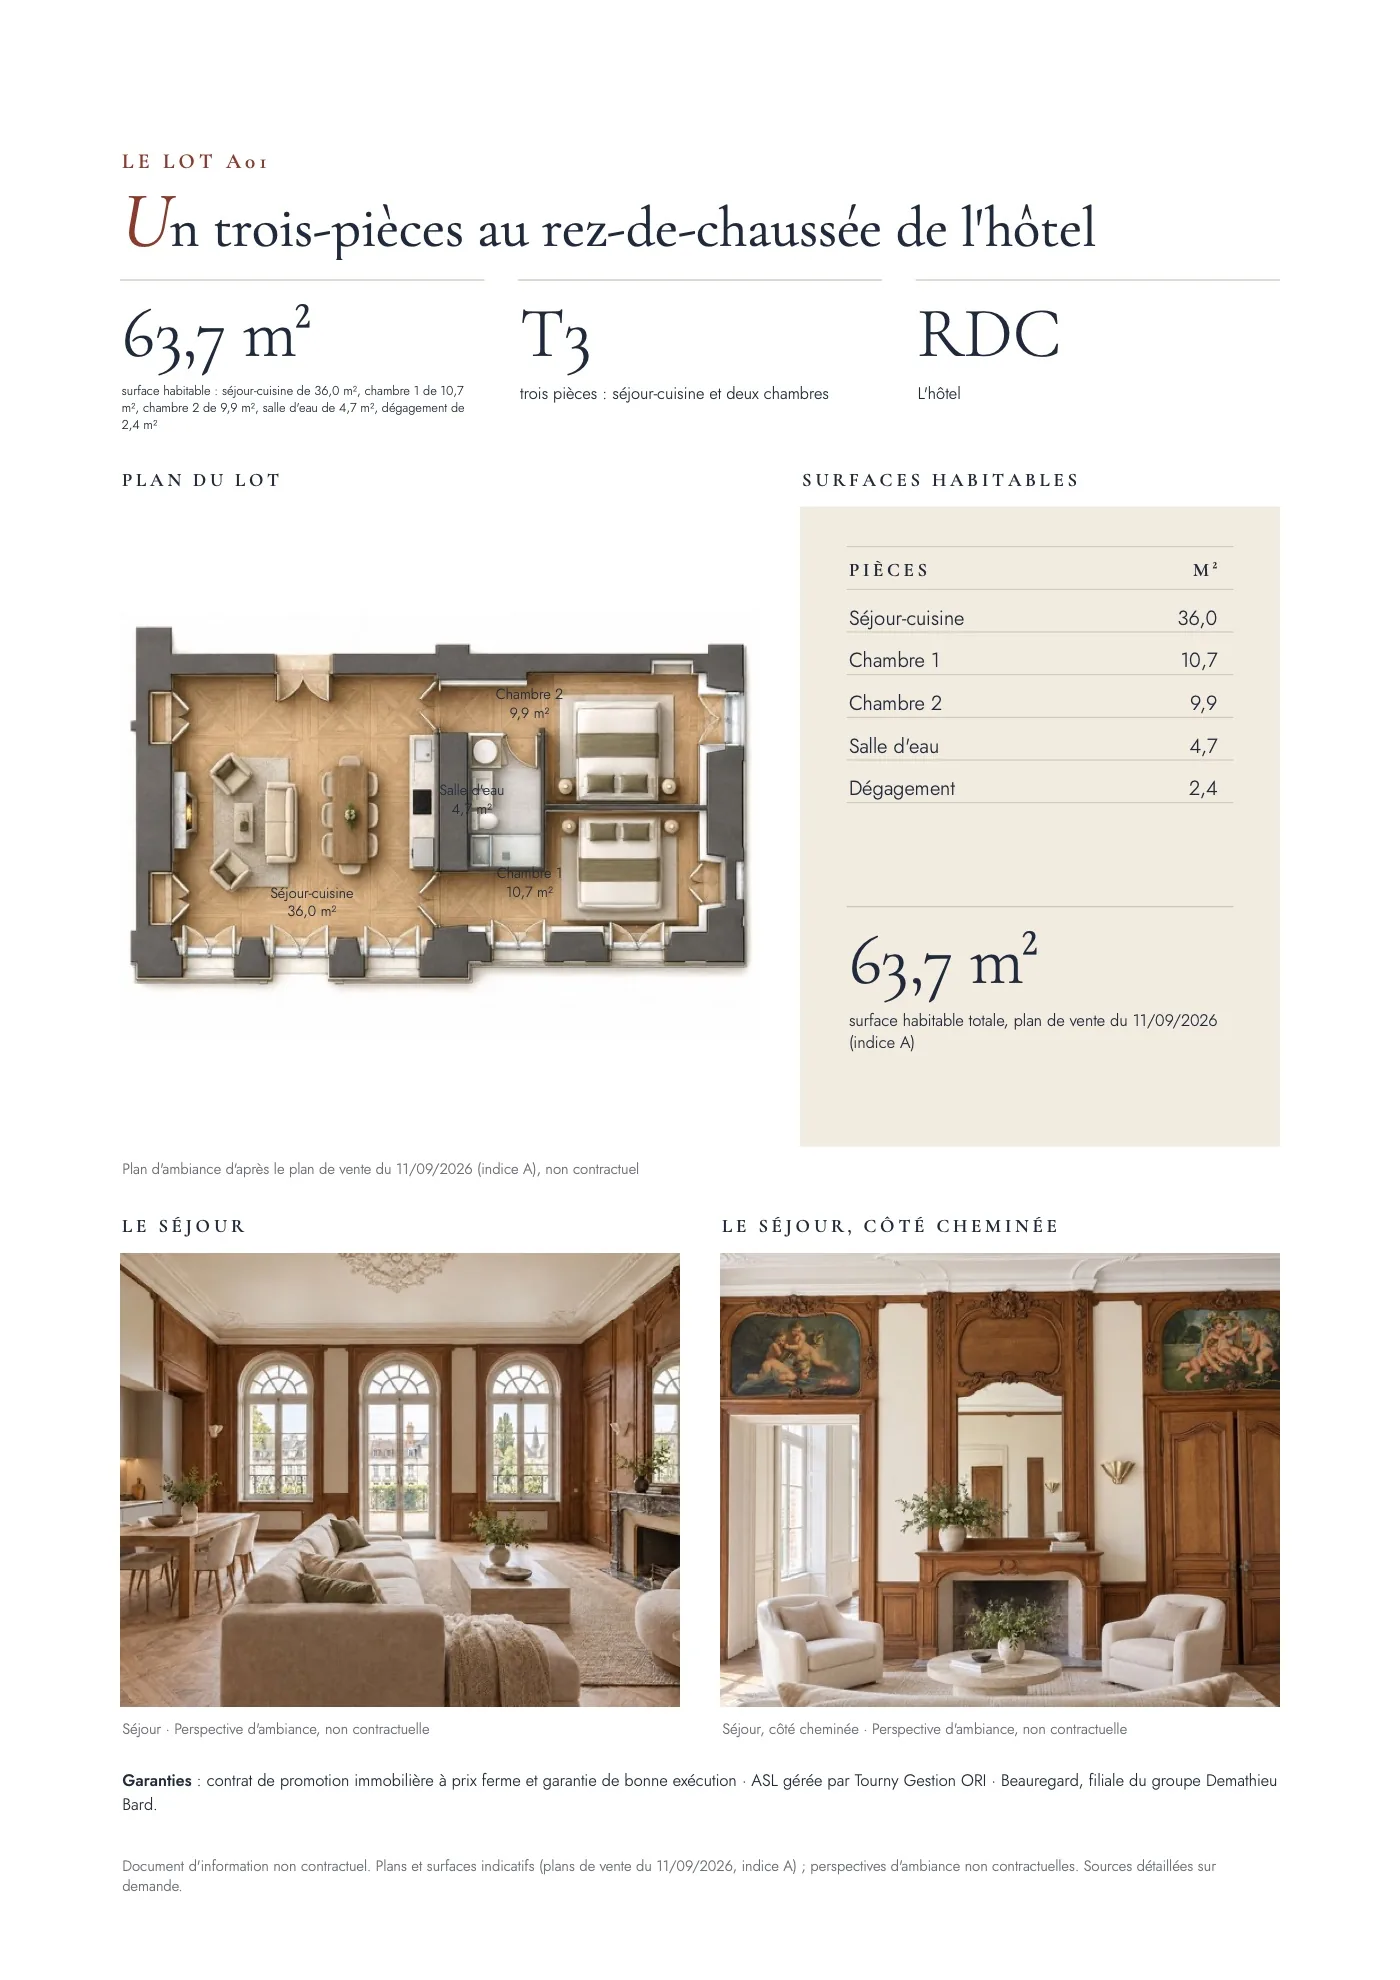 LE LOT A01
Un trois-pièces au rez-de-chaussée de l'hôtel
63,7 m²
surface habitable : séjour-cuisine de 36,0 m², chambre 1 de 10,7
m², chambre 2 de 9,9 m², salle d'eau de 4,7 m², dégagement de
2,4 m²
T3
trois pièces : séjour-cuisine et deux chambres
RDC
L'hôtel
PLAN DU LOT
Chambre 2
9,9 m²
Salle d'eau
4,7 m²
Chambre 1
10,7 m²
Séjour-cuisine
36,0 m²
Plan d'ambiance d'après le plan de vente du 11/09/2026 (indice A), non contractuel
SURFACES HABITABLES
PIÈCES M²
Séjour-cuisine 36,0
Chambre 1 10,7
Chambre 2 9,9
Salle d'eau 4,7
Dégagement 2,4
63,7 m²
surface habitable totale, plan de vente du 11/09/2026
(indice A)
LE SÉJOUR
Séjour · Perspective d'ambiance, non contractuelle
LE SÉJOUR, CÔTÉ CHEMINÉE
Séjour, côté cheminée · Perspective d'ambiance, non contractuelle
Garanties : contrat de promotion immobilière à prix ferme et garantie de bonne exécution · ASL gérée par Tourny Gestion ORI · Beauregard, filiale du groupe Demathieu
Bard.
Document d'information non contractuel. Plans et surfaces indicatifs (plans de vente du 11/09/2026, indice A) ; perspectives d'ambiance non contractuelles. Sources détaillées sur
demande.